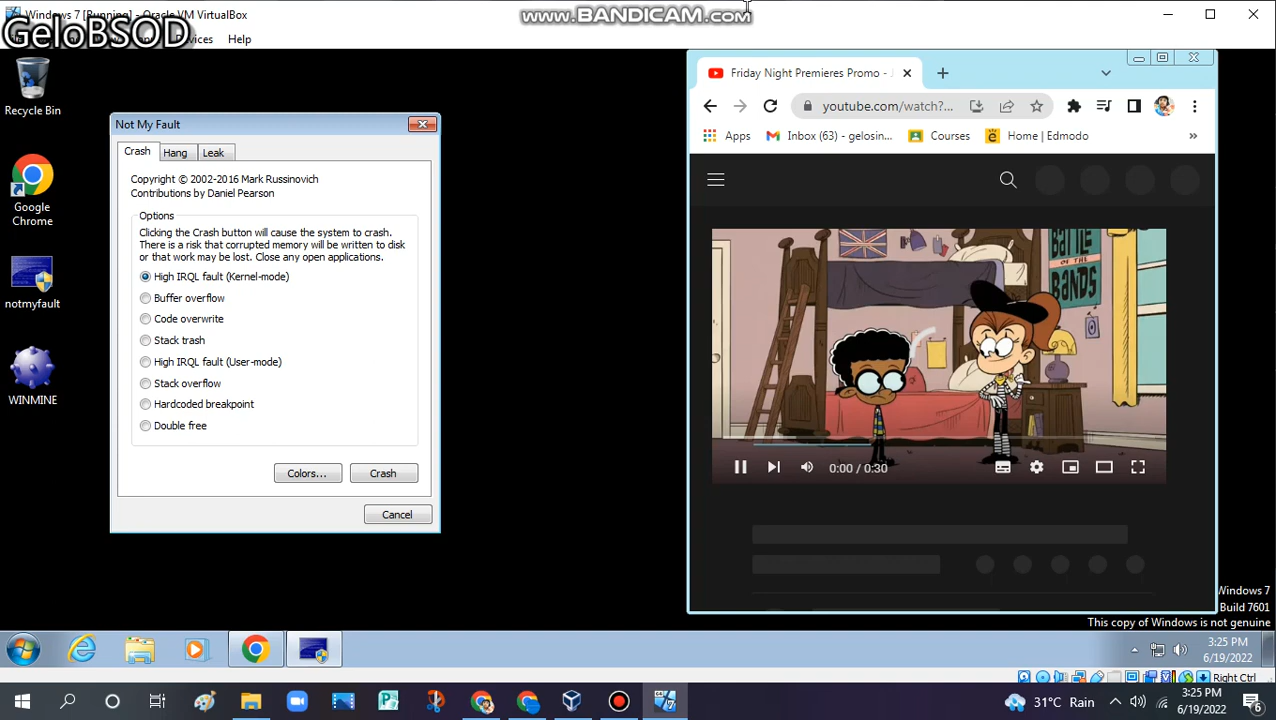 Windows 7 [Running] - Oracle VM VirtualBox
www.BANDICAM.com
GeloBSOD
Devices
Help
Recycle Bin
Google
Chrome
notmyfault
WINMINE
Not My Fault
Crash
Hang
Leak
Copyright © 2002-2016 Mark Russinovich
Contributions by Daniel Pearson
Options
Clicking the Crash button will cause the system to crash.
There is a risk that corrupted memory will be written to disk
or that work may be lost. Close any open applications.
High IRQL fault (Kernel-mode)
Buffer overflow
Code overwrite
Stack trash
High IRQL fault (User-mode)
Stack overflow
Hardcoded breakpoint
Double free
Colors...
Crash
Cancel
Friday Night Premieres Promo -
youtube.com/watch?...
Apps
Inbox (63) - gelosin...
Courses
Home | Edmodo
BATTLE
OF THE
BANDS
0:00 / 0:30
Windows 7
Build 7601
This copy of Windows is not genuine
3:25 PM
6/19/2022
Right Ctrl
31°C Rain
3:25 PM
6/19/2022
6